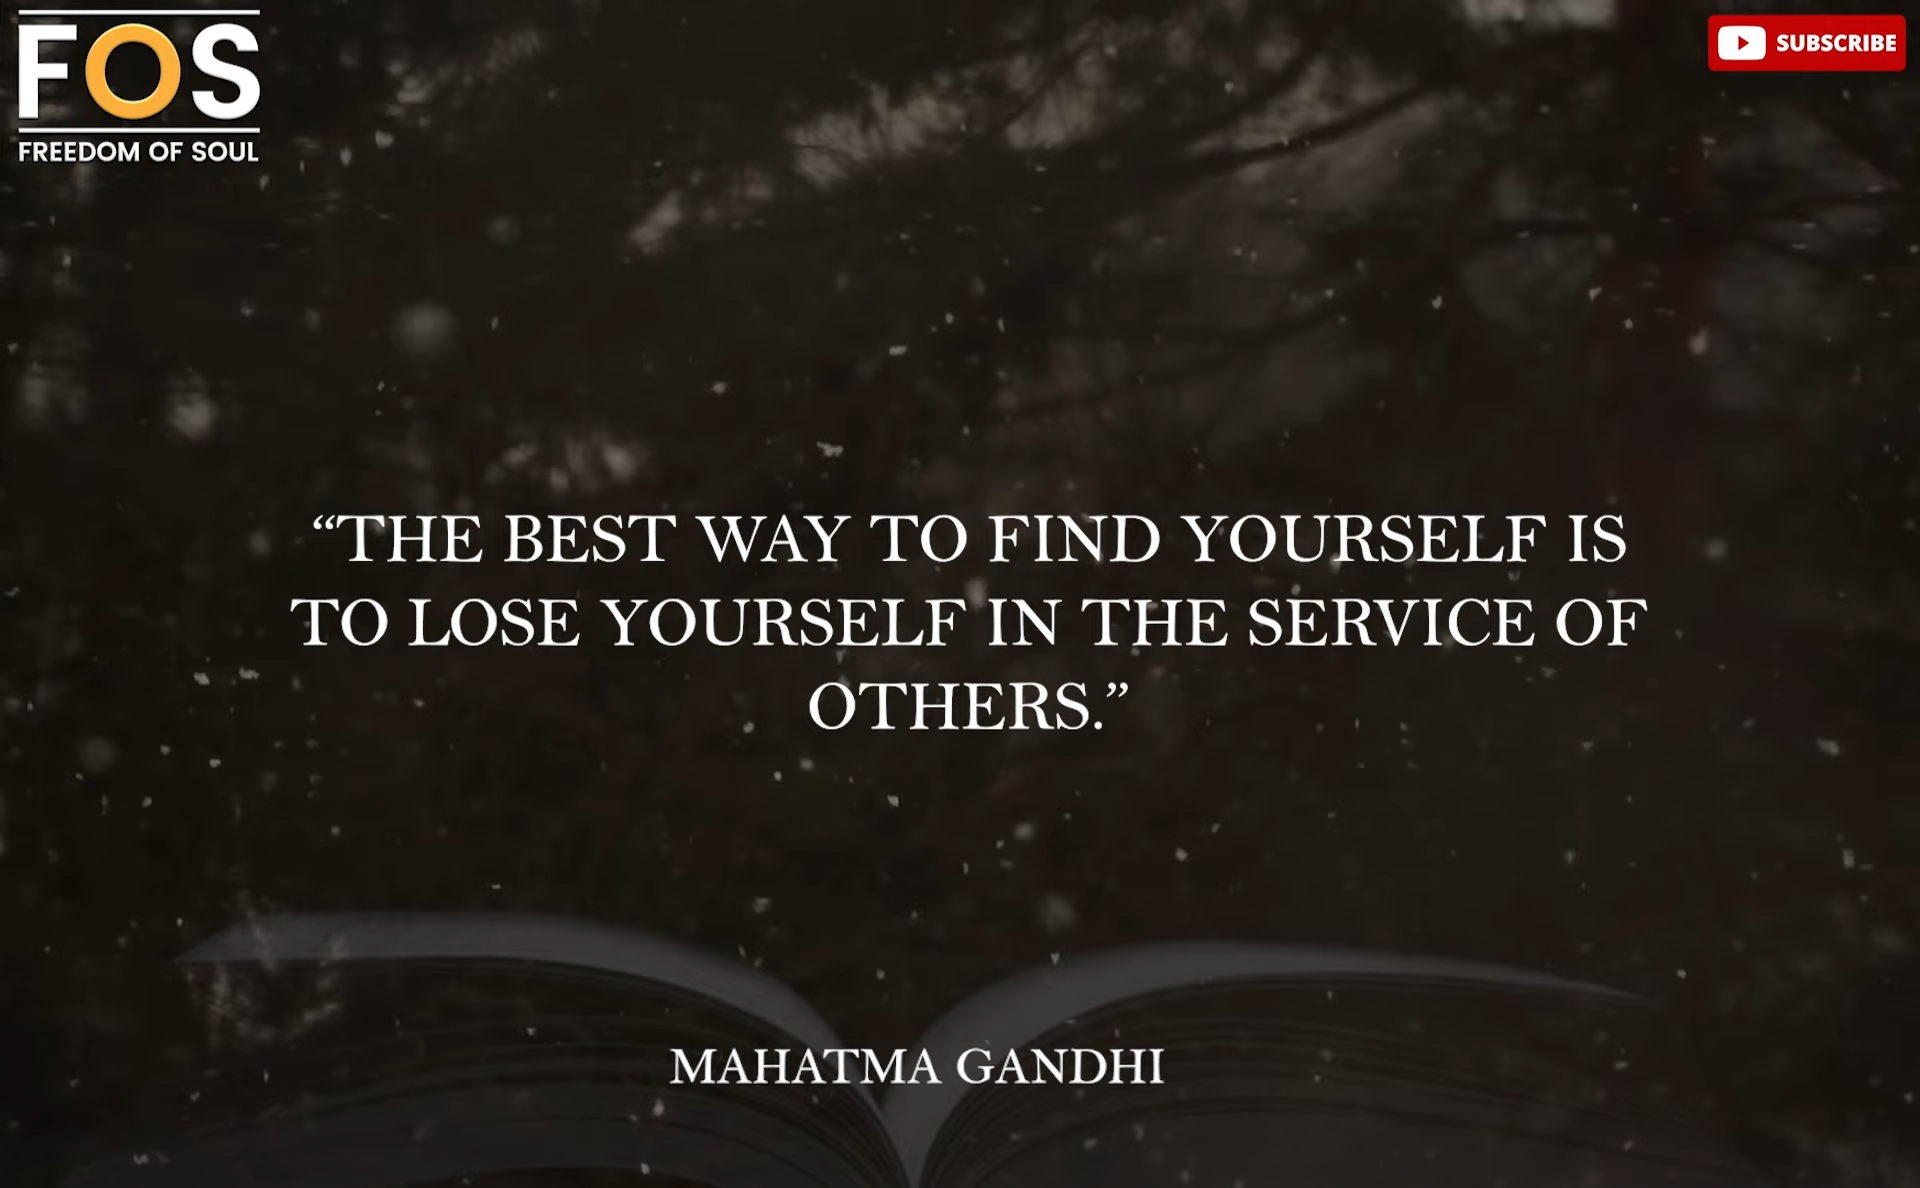 FOS
FREEDOM OF SOUL
SUBSCRIBE
“THE BEST WAY TO FIND YOURSELF IS
TO LOSE YOURSELF IN THE SERVICE OF
OTHERS.”
MAHATMA GANDHI